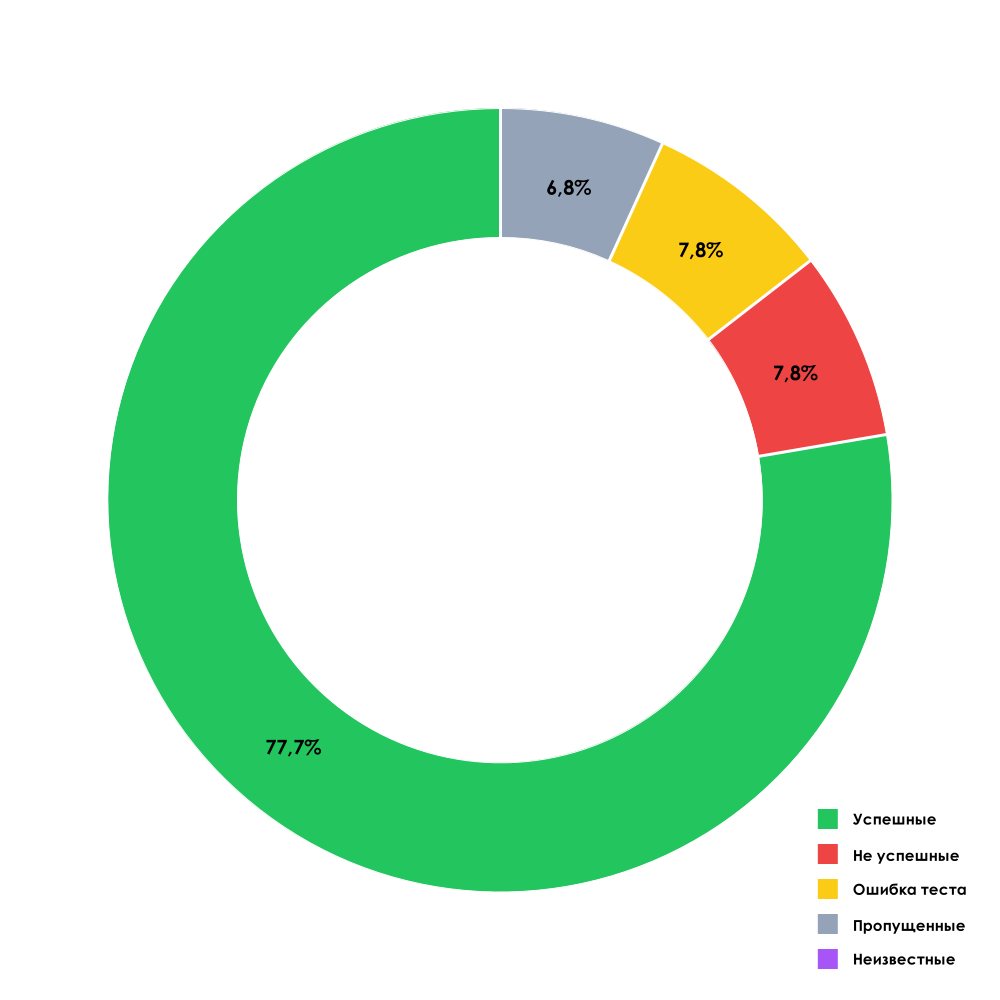 6,8%
7,8%
7,8%
77,7%
Успешные
Не успешные
Ошибка теста
Пропущенные
Неизвестные